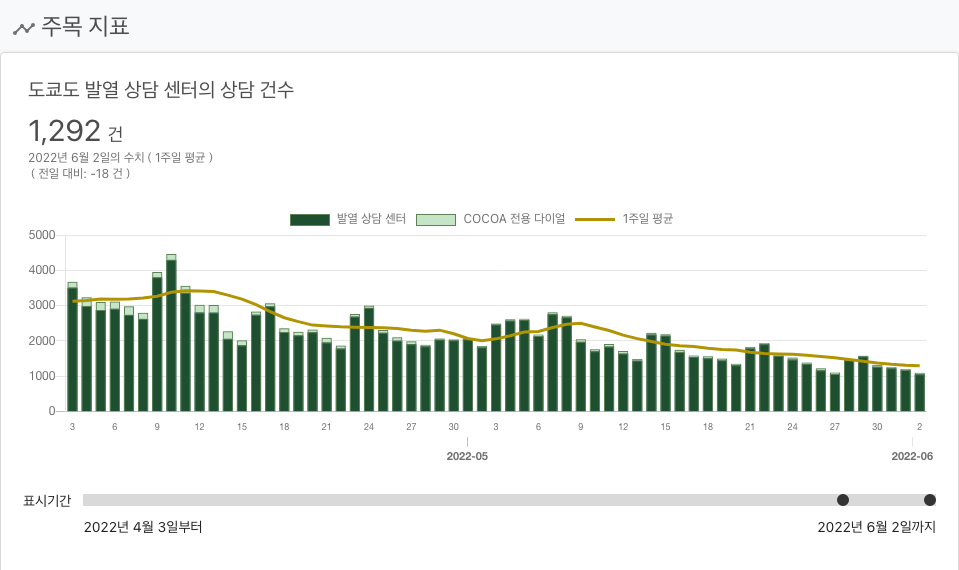 주목 지표
도쿄도 발열 상담 센터의 상담 건수
1,292 건
2022년 6월 2일의 수치 ( 1주일 평균 )
( 전일 대비: -18 건 )
발열 상담 센터 COCOA 전용 다이얼 1주일 평균
5000
4000
3000
2000
1000
0
3 6 9 12 15 18 21 24 27 30 3 6 9 12 15 18 21 24 27 30 2
2022-05 2022-06
표시기간
2022년 4월 3일부터 2022년 6월 2일까지